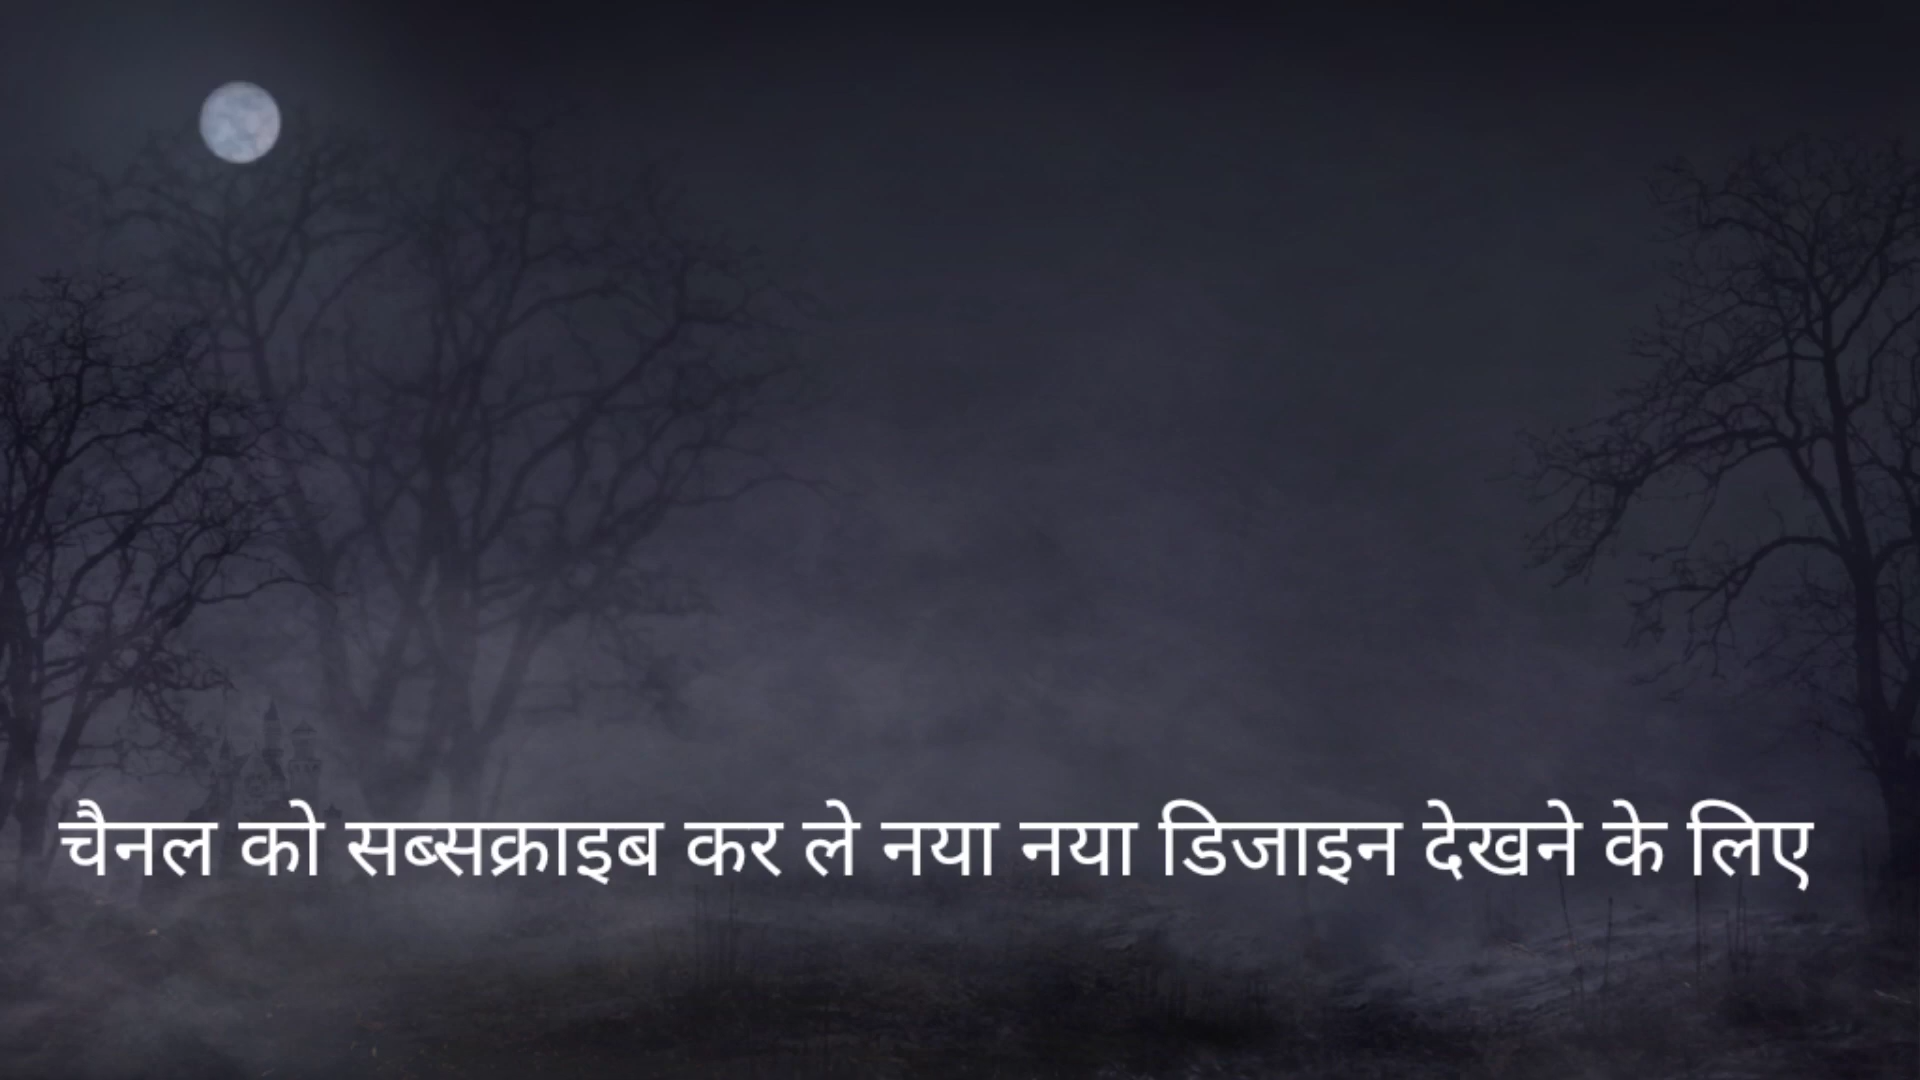 चैनल को सब्सक्राइब कर ले नया नया डिजाइन देखने के लिए